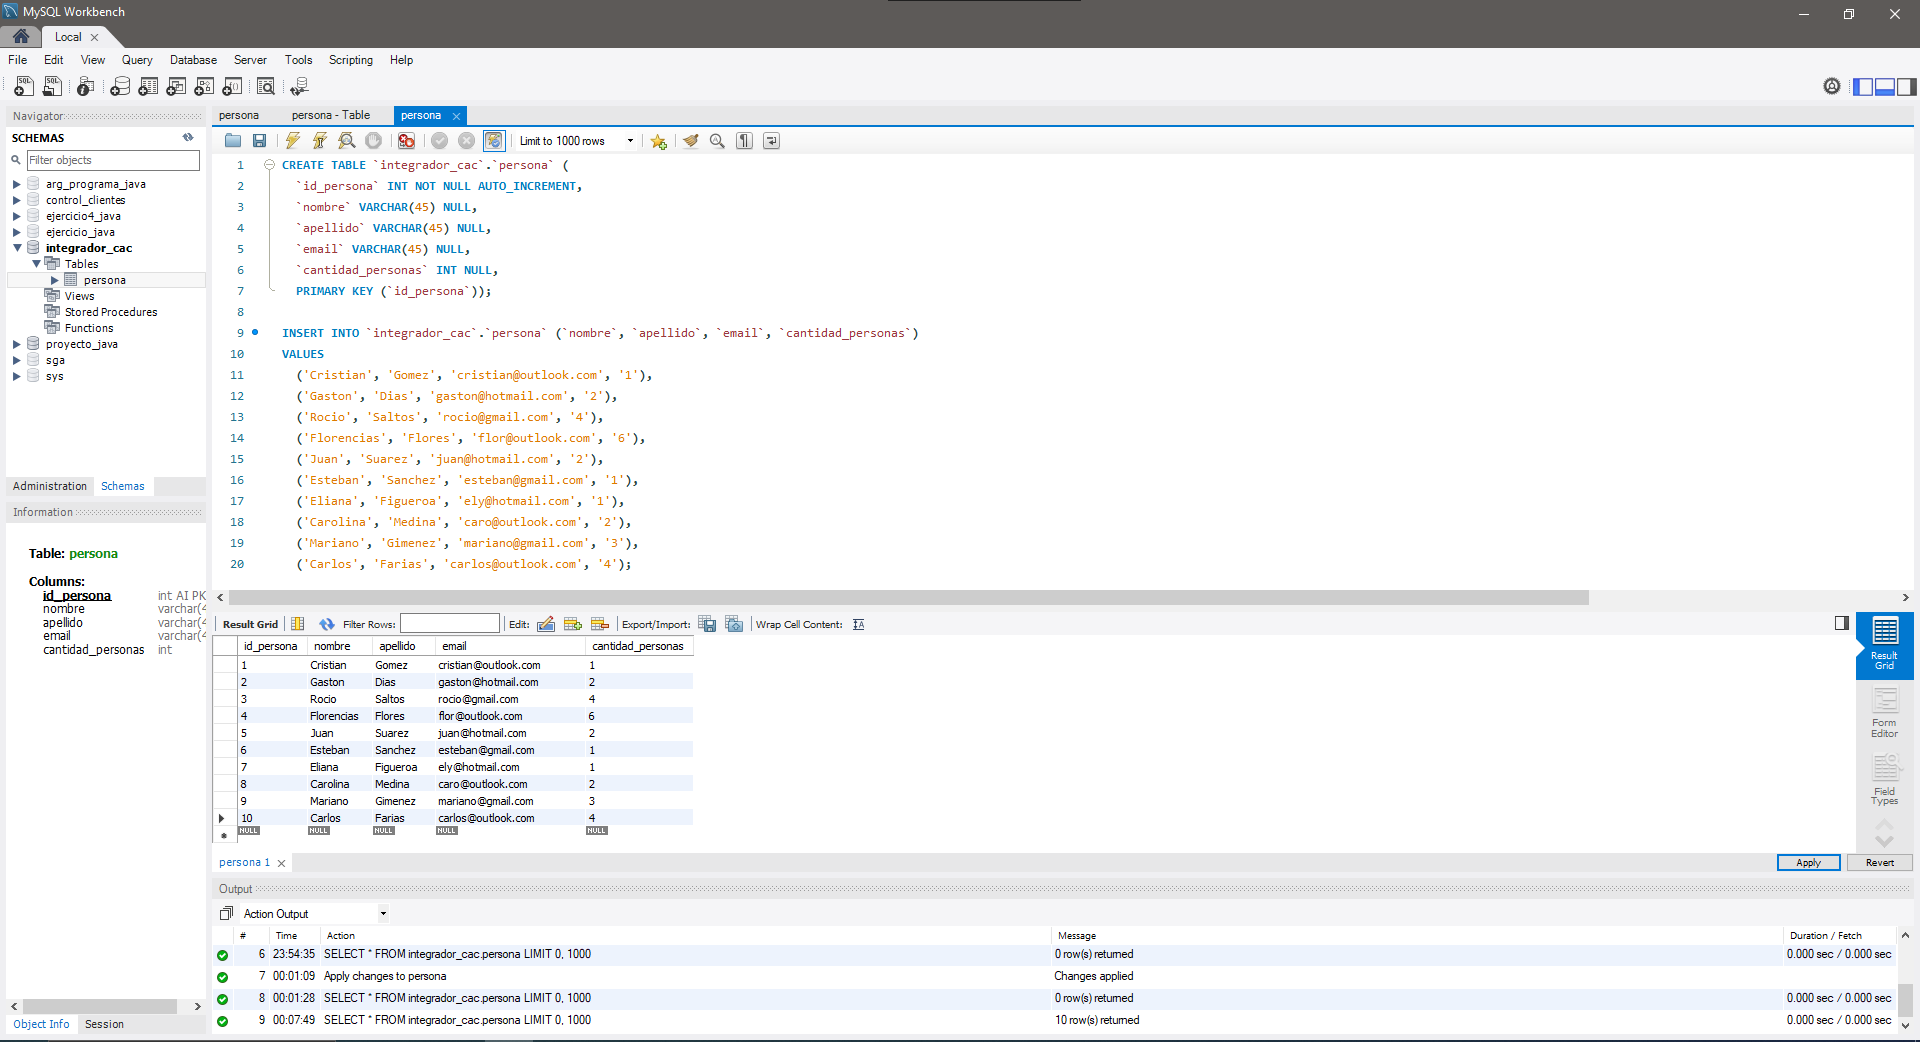 MySQL Workbench
Local
File Edit View Query Database Server Tools Scripting Help
Navigator
SCHEMAS
Filter objects
arg_programa_java
control_clientes
ejercicio4_java
ejercicio_java
integrador_cac
Tables
persona
Views
Stored Procedures
Functions
proyecto_java
sga
sys
Administration Schemas
Information
Table: persona
Columns:
id_persona int AI PK
nombre varchar(4
apellido varchar(4
email varchar(4
cantidad_personas int
Object Info Session
persona persona - Table persona
Limit to 1000 rows
1 CREATE TABLE `integrador_cac`.`persona` (
2 `id_persona` INT NOT NULL AUTO_INCREMENT,
3 `nombre` VARCHAR(45) NULL,
4 `apellido` VARCHAR(45) NULL,
5 `email` VARCHAR(45) NULL,
6 `cantidad_personas` INT NULL,
7 PRIMARY KEY (`id_persona`));
8
9 INSERT INTO `integrador_cac`.`persona` (`nombre`, `apellido`, `email`, `cantidad_personas`)
10 VALUES
11 ('Cristian', 'Gomez', 'cristian@outlook.com', '1'),
12 ('Gaston', 'Dias', 'gaston@hotmail.com', '2'),
13 ('Rocio', 'Saltos', 'rocio@gmail.com', '4'),
14 ('Florencias', 'Flores', 'flor@outlook.com', '6'),
15 ('Juan', 'Suarez', 'juan@hotmail.com', '2'),
16 ('Esteban', 'Sanchez', 'esteban@gmail.com', '1'),
17 ('Eliana', 'Figueroa', 'ely@hotmail.com', '1'),
18 ('Carolina', 'Medina', 'caro@outlook.com', '2'),
19 ('Mariano', 'Gimenez', 'mariano@gmail.com', '3'),
20 ('Carlos', 'Farias', 'carlos@outlook.com', '4');
Result Grid Filter Rows: Edit: Export/Import: Wrap Cell Content:
id_persona nombre apellido email cantidad_personas
1 Cristian Gomez cristian@outlook.com 1
2 Gaston Dias gaston@hotmail.com 2
3 Rocio Saltos rocio@gmail.com 4
4 Florencias Flores flor@outlook.com 6
5 Juan Suarez juan@hotmail.com 2
6 Esteban Sanchez esteban@gmail.com 1
7 Eliana Figueroa ely@hotmail.com 1
8 Carolina Medina caro@outlook.com 2
9 Mariano Gimenez mariano@gmail.com 3
10 Carlos Farias carlos@outlook.com 4
NULL NULL NULL NULL NULL
Result
Grid
Form
Editor
Field
Types
persona 1 Apply Revert
Output
Action Output
# Time Action Message Duration / Fetch
6 23:54:35 SELECT * FROM integrador_cac.persona LIMIT 0, 1000 0 row(s) returned 0.000 sec / 0.000 sec
7 00:01:09 Apply changes to persona Changes applied
8 00:01:28 SELECT * FROM integrador_cac.persona LIMIT 0, 1000 0 row(s) returned 0.000 sec / 0.000 sec
9 00:07:49 SELECT * FROM integrador_cac.persona LIMIT 0, 1000 10 row(s) returned 0.000 sec / 0.000 sec